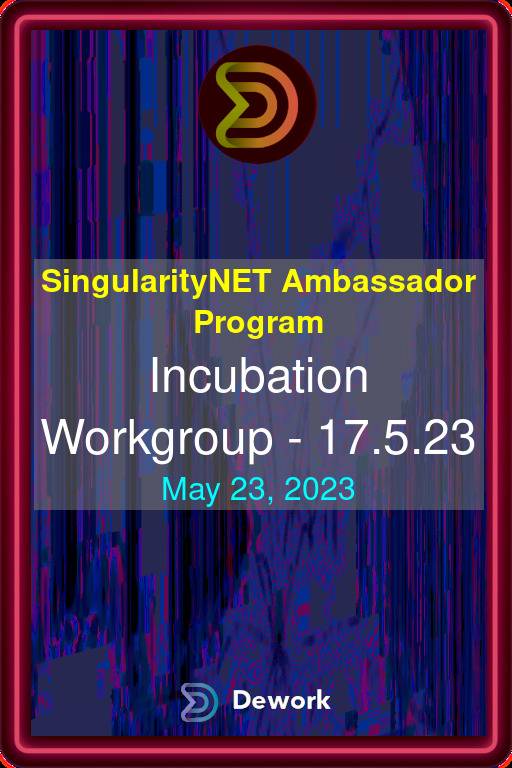 SingularityNET Ambassador
Program
Incubation
Workgroup - 17.5.23
May 23, 2023
Dework